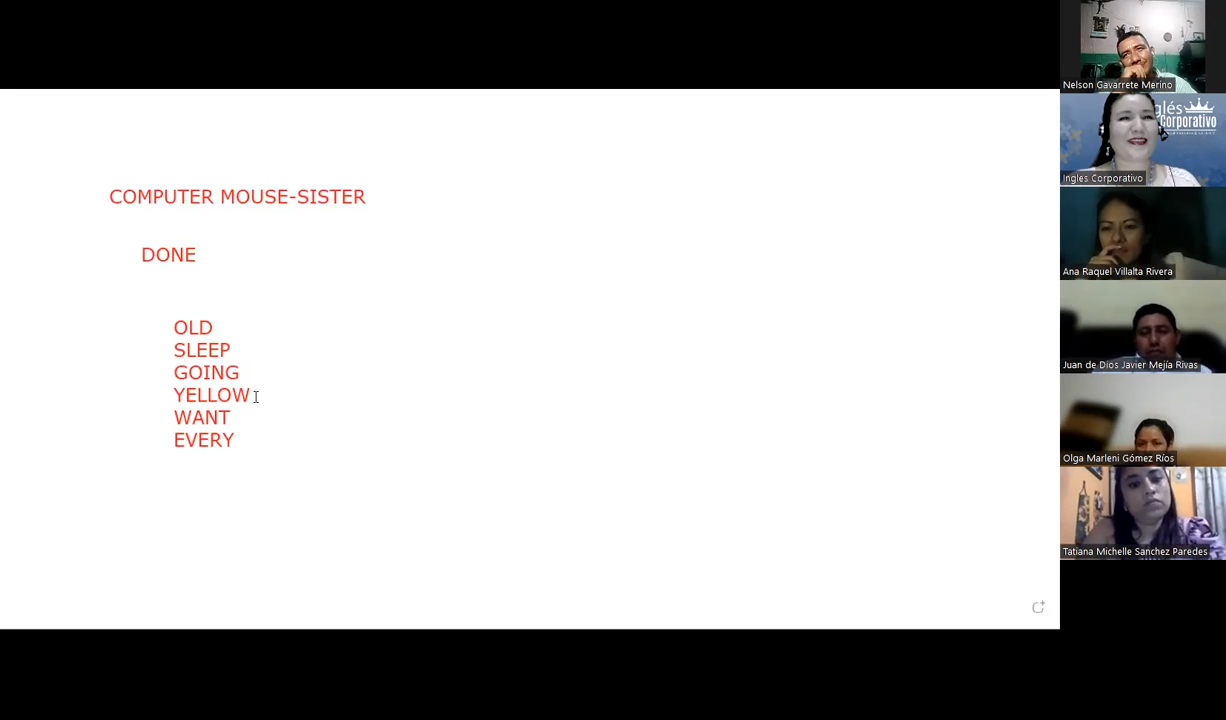 COMPUTER MOUSE-SISTER
DONE
OLD
SLEEP
GOING
YELLOW
WANT
EVERY
Nelson Gavarrete Merino
glés
Corporativo
Ingles Corporativo
Ana Raquel Villalta Rivera
Juan de Dios Javier Mejía Rivas
Olga Marleni Gómez Ríos
Tatiana Michelle Sanchez Paredes